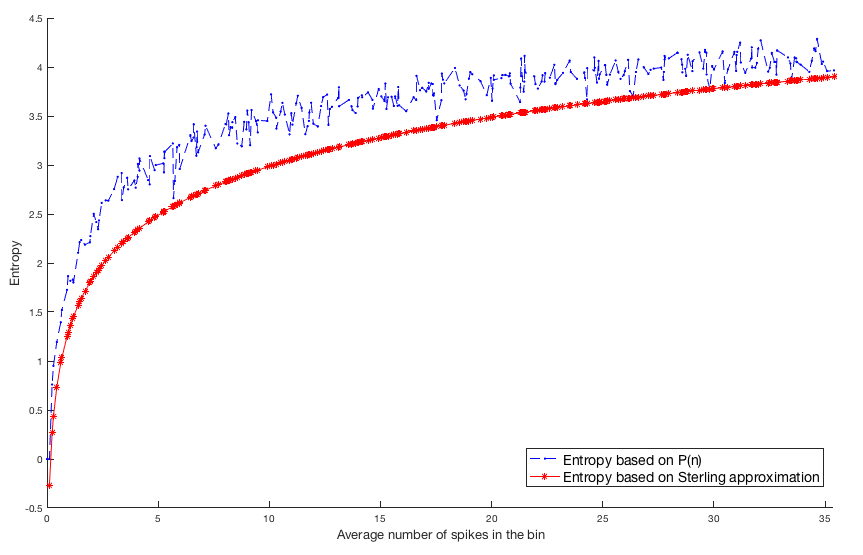 4.5
4
3.5
3
2.5
2
1.5
1
0.5
0
-0.5
Entropy
0 5 10 15 20 25 30 35
Average number of spikes in the bin
Entropy based on P(n)
Entropy based on Sterling approximation